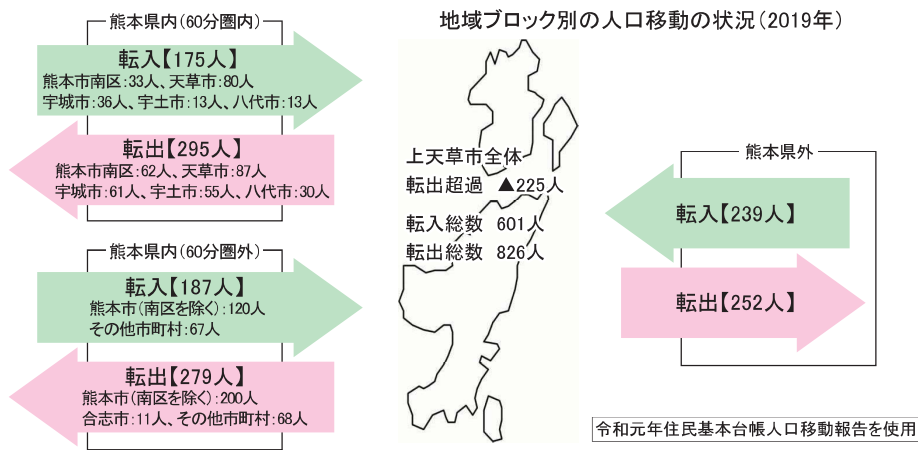 地域ブロック別の人口移動の状況（2019年）
熊本県内（60分圏内）
転入【175人】
熊本市南区：33人、天草市：80人
宇城市：36人、宇土市：13人、八代市：13人
転出【295人】
熊本市南区：62人、天草市：87人
宇城市：61人、宇土市：55人、八代市：30人
熊本県内（60分圏外）
転入【187人】
熊本市（南区を除く）：120人
その他市町村：67人
転出【279人】
熊本市（南区を除く）：200人
合志市：11人、その他市町村：68人
上天草市全体
転出超過 ▲225人
転入総数 601人
転出総数 826人
熊本県外
転入【239人】
転出【252人】
令和元年住民基本台帳人口移動報告を使用